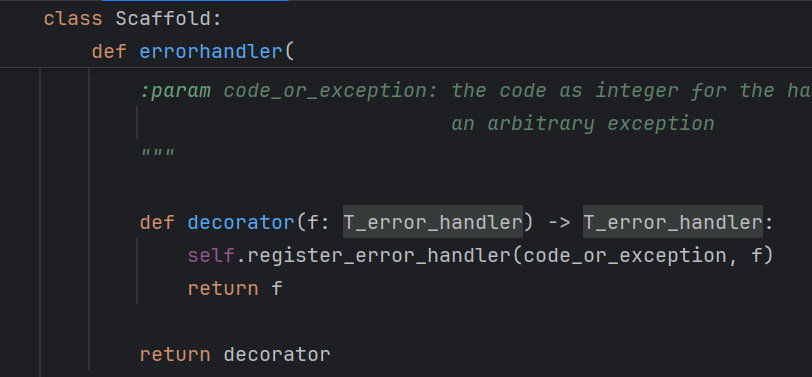 class Scaffold:
def errorhandler(
:param code_or_exception: the code as integer for the ha
an arbitrary exception
"""
def decorator(f: T_error_handler) -> T_error_handler:
self.register_error_handler(code_or_exception, f)
return f
return decorator